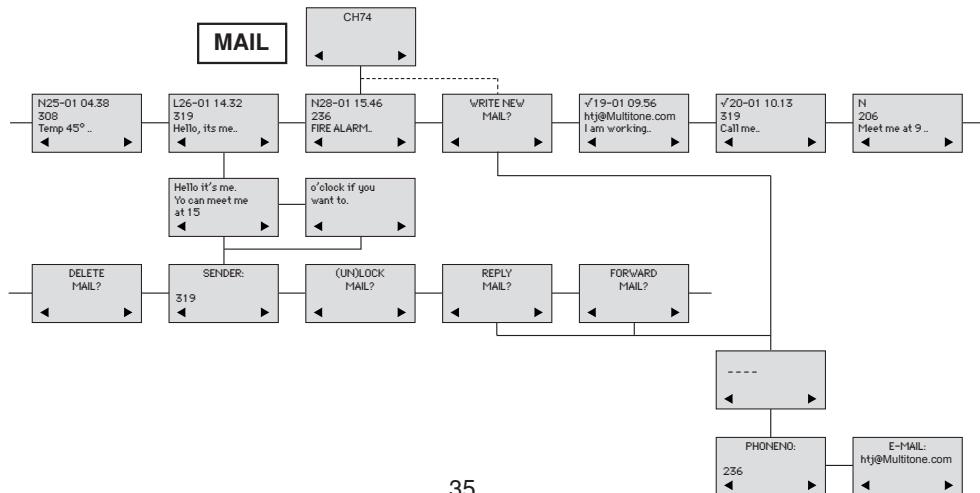 CH74
MAIL
N25-01 04.38
308
Temp 45° ..
L26-01 14.32
319
Hello, its me..
N28-01 15.46
236
FIRE ALARM..
WRITE NEW
MAIL?
√19-01 09.56
htj@Multitone.com
I am working..
√20-01 10.13
319
Call me..
N
206
Meet me at 9 ..
Hello it's me.
Yo can meet me
at 15
o'clock if you
want to.
DELETE
MAIL?
SENDER:
319
(UN)LOCK
MAIL?
REPLY
MAIL?
FORWARD
MAIL?
----
PHONENO:
236
E-MAIL:
htj@Multitone.com
35